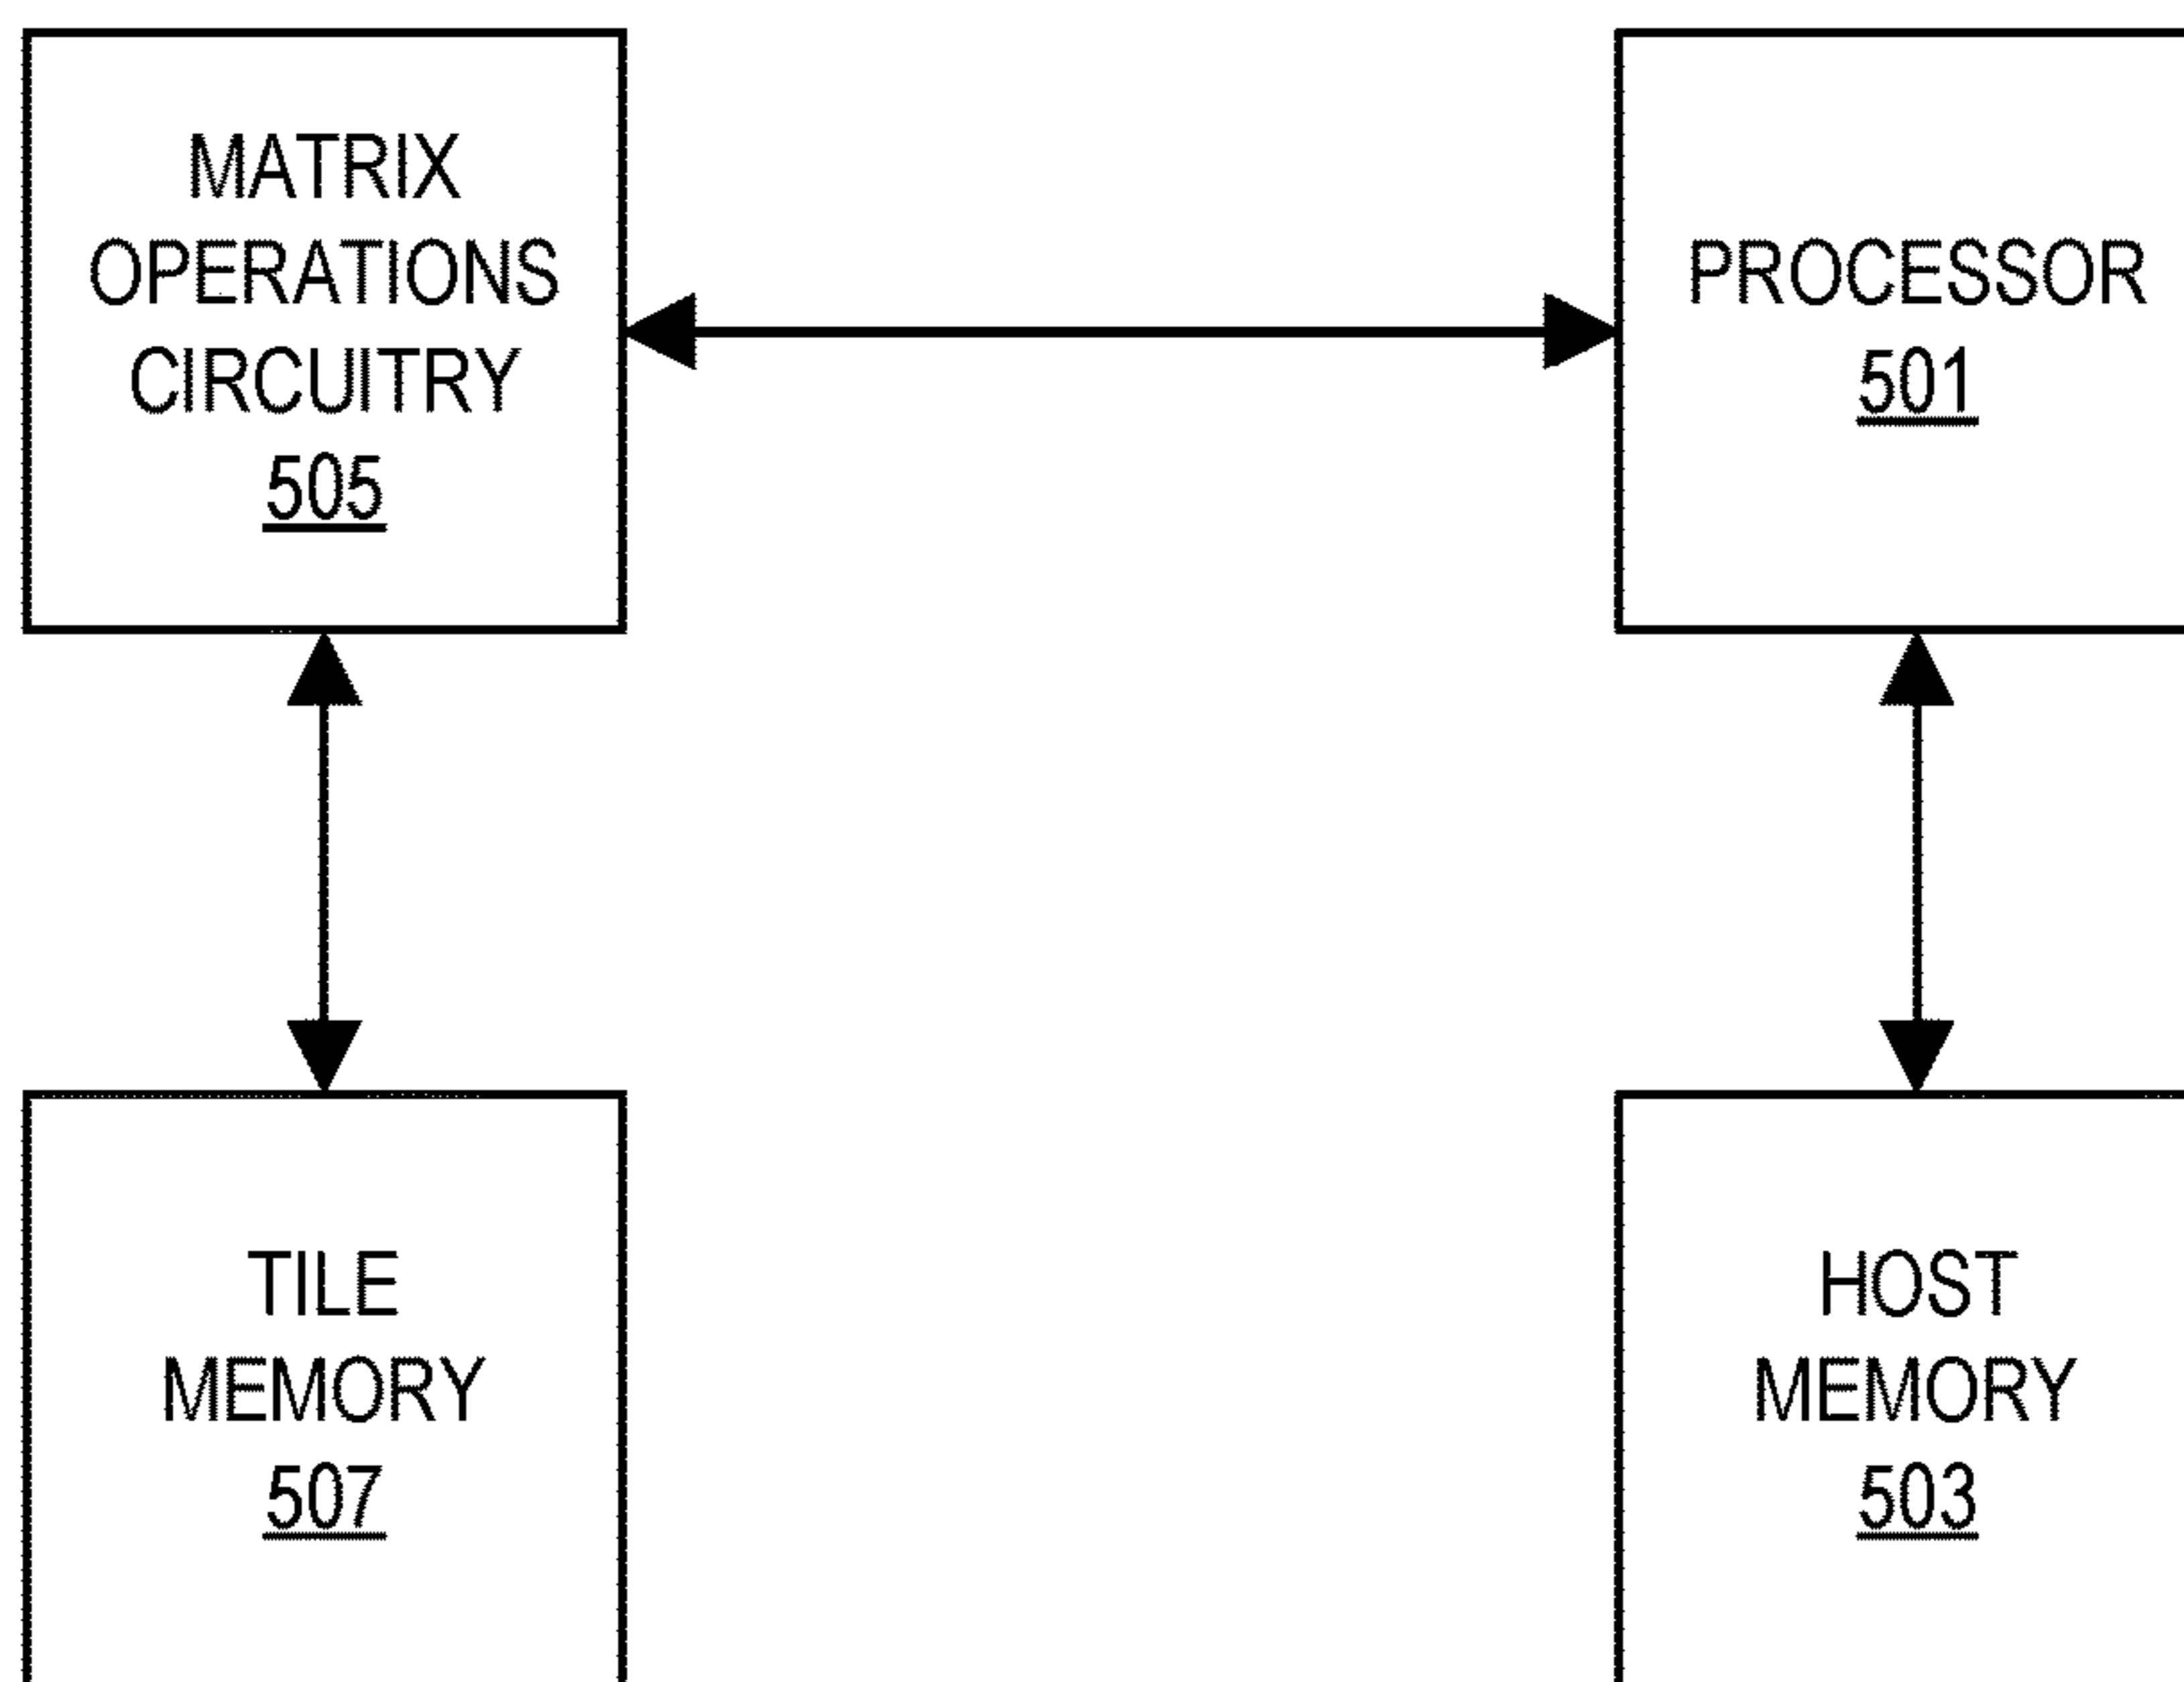 MATRIX
OPERATIONS
CIRCUITRY
505
PROCESSOR
501
TILE
MEMORY
507
HOST
MEMORY
503